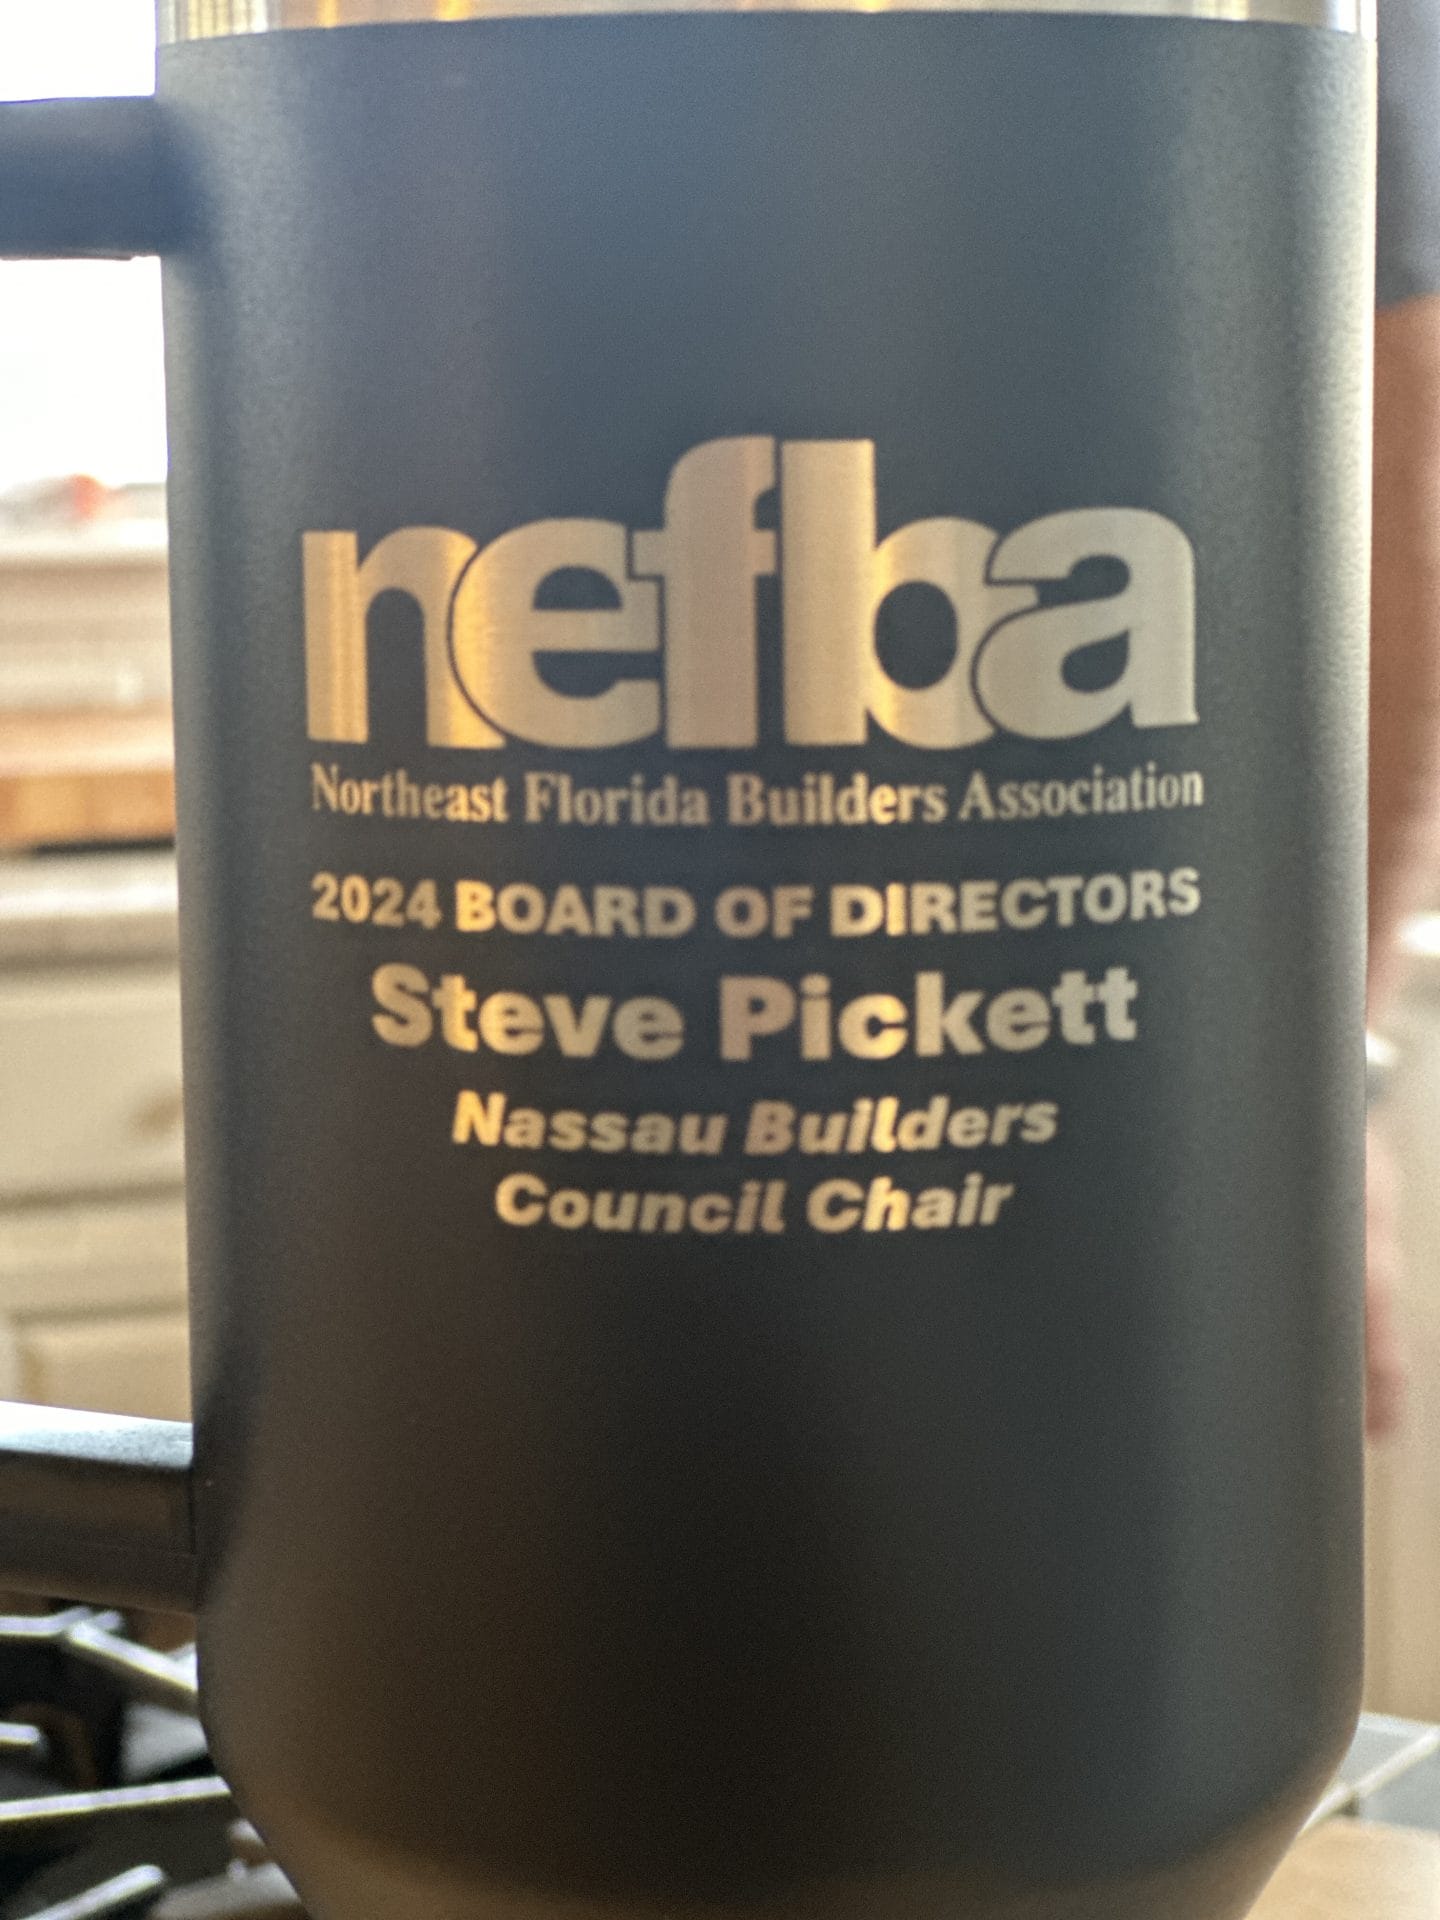 nefba
Northeast Florida Builders Association
2024 BOARD OF DIRECTORS
Steve Pickett
Nassau Builders
Council Chair